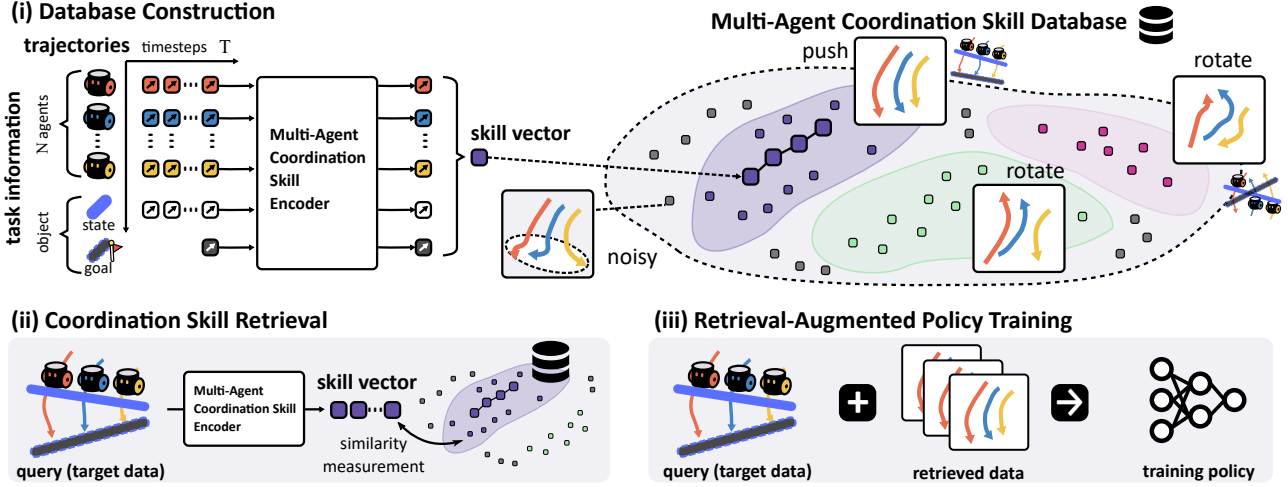 (i) Database Construction
trajectories
timesteps T
task information
N agents
object
state
goal
Multi-Agent
Coordination
Skill
Encoder
skill vector
Multi-Agent Coordination Skill Database
push
rotate
rotate
noisy
(ii) Coordination Skill Retrieval
query (target data)
Multi-Agent
Coordination Skill
Encoder
skill vector
similarity
measurement
(iii) Retrieval-Augmented Policy Training
query (target data)
retrieved data
training policy